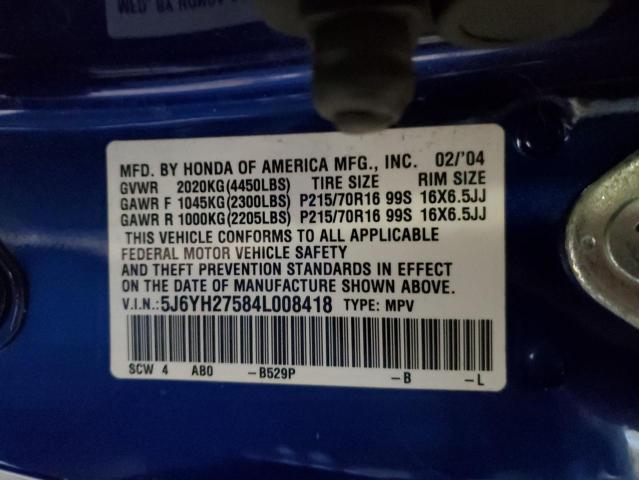 MFD. BY HONDA OF AMERICA MFG., INC. 02/'04
GVWR 2020KG(4450LBS) TIRE SIZE RIM SIZE
GAWR F 1045KG(2300LBS) P215/70R16 99S 16X6.5JJ
GAWR R 1000KG(2205LBS) P215/70R16 99S 16X6.5JJ
THIS VEHICLE CONFORMS TO ALL APPLICABLE
FEDERAL MOTOR VEHICLE SAFETY
AND THEFT PREVENTION STANDARDS IN EFFECT
ON THE DATE OF MANUFACTURE SHOWN ABOVE.
V.I.N.:5J6YH27584L008418 TYPE: MPV
SCW 4 AB0 -B529P -B -L